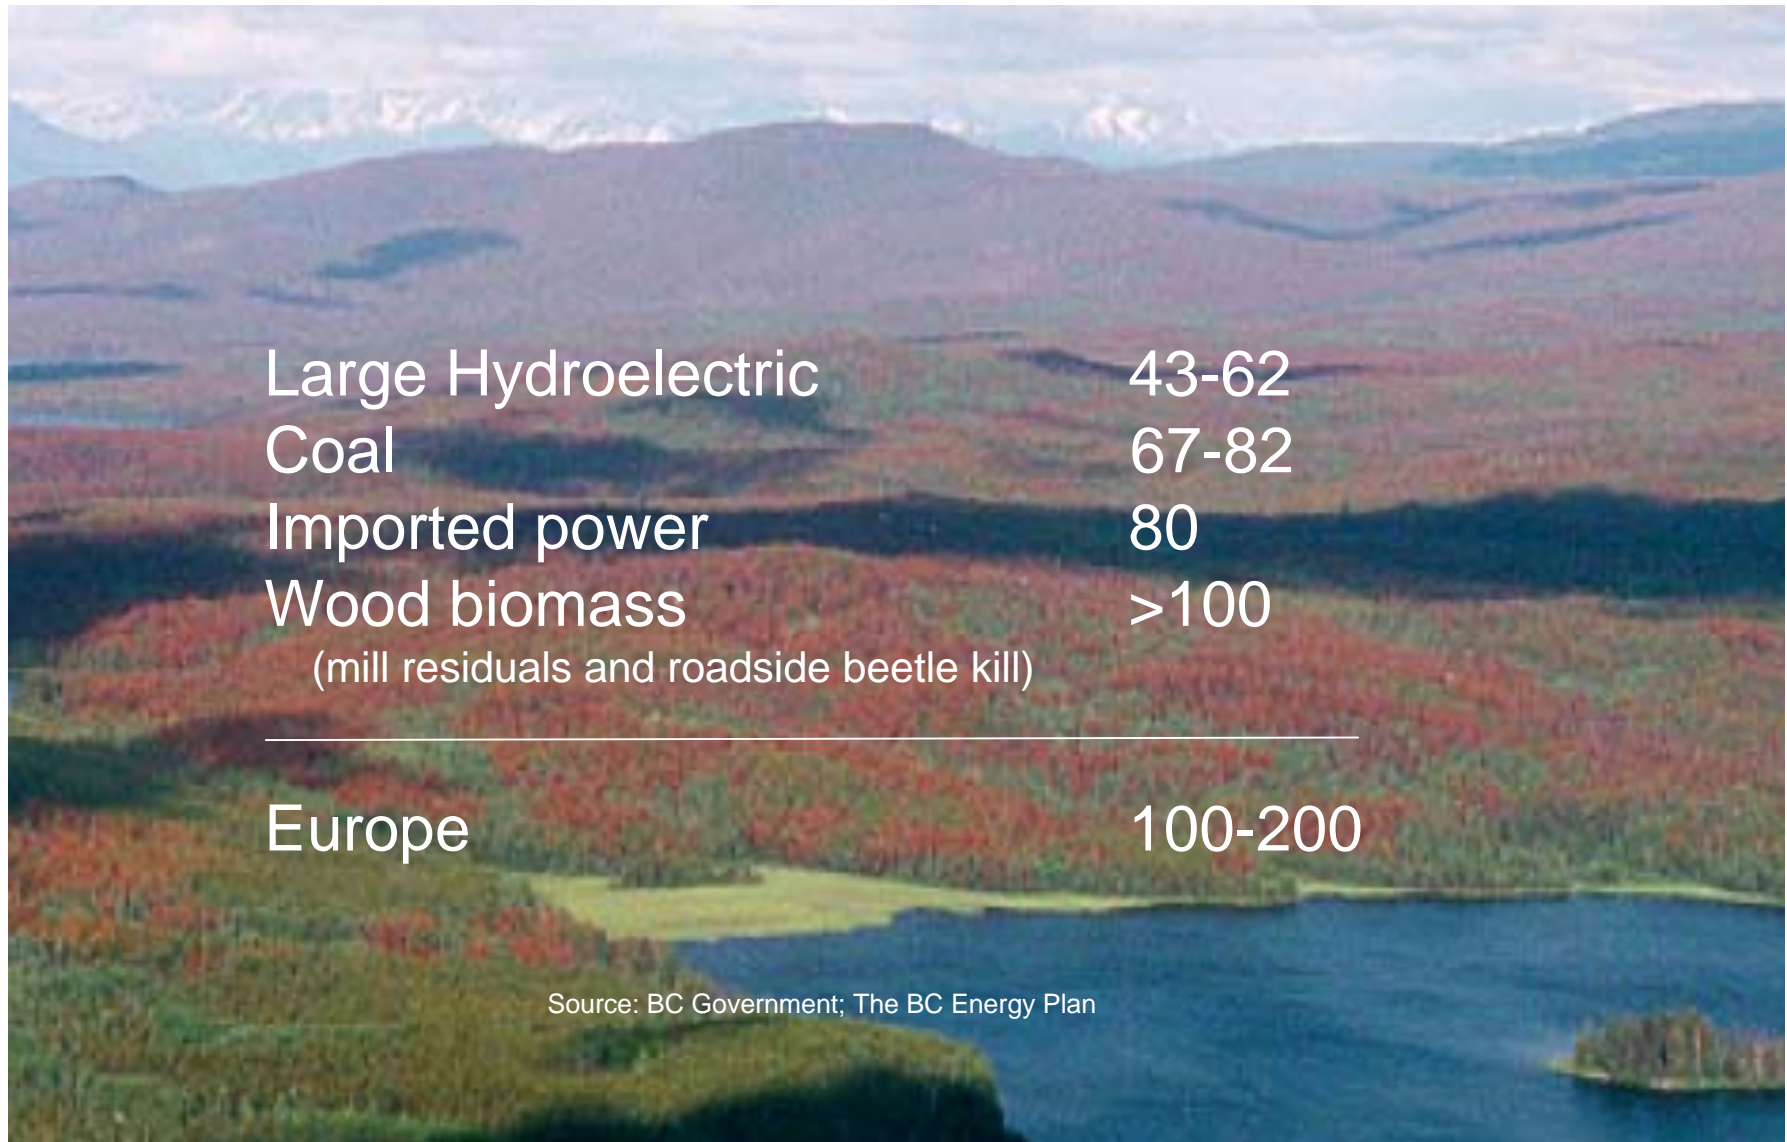 Large Hydroelectric 43-62
Coal 67-82
Imported power 80
Wood biomass >100
(mill residuals and roadside beetle kill)
Europe 100-200
Source: BC Government; The BC Energy Plan